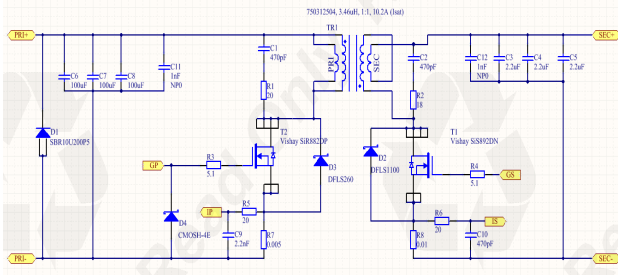 750312504, 3.46uH, 1:1, 10.2A (Isat)
TR1
PRI+
SEC+
C6
100uF
C7
100uF
C8
100uF
C11
1nF
NP0
C1
470pF
PRI
SEC
C2
470pF
C12
1nF
NP0
C3
2.2uF
C4
2.2uF
C5
2.2uF
R1
20
R2
18
D1
SBR10U200P5
T2
Vishay SiR882DP
T1
Vishay SiS892DN
GP
R3
5.1
D3
DFLS260
D2
DFLS1100
R4
5.1
GS
D4
CMOSH-4E
IP
R5
20
C9
2.2nF
R7
0.005
R6
20
IS
R8
0.01
C10
470pF
PRI-
SEC-